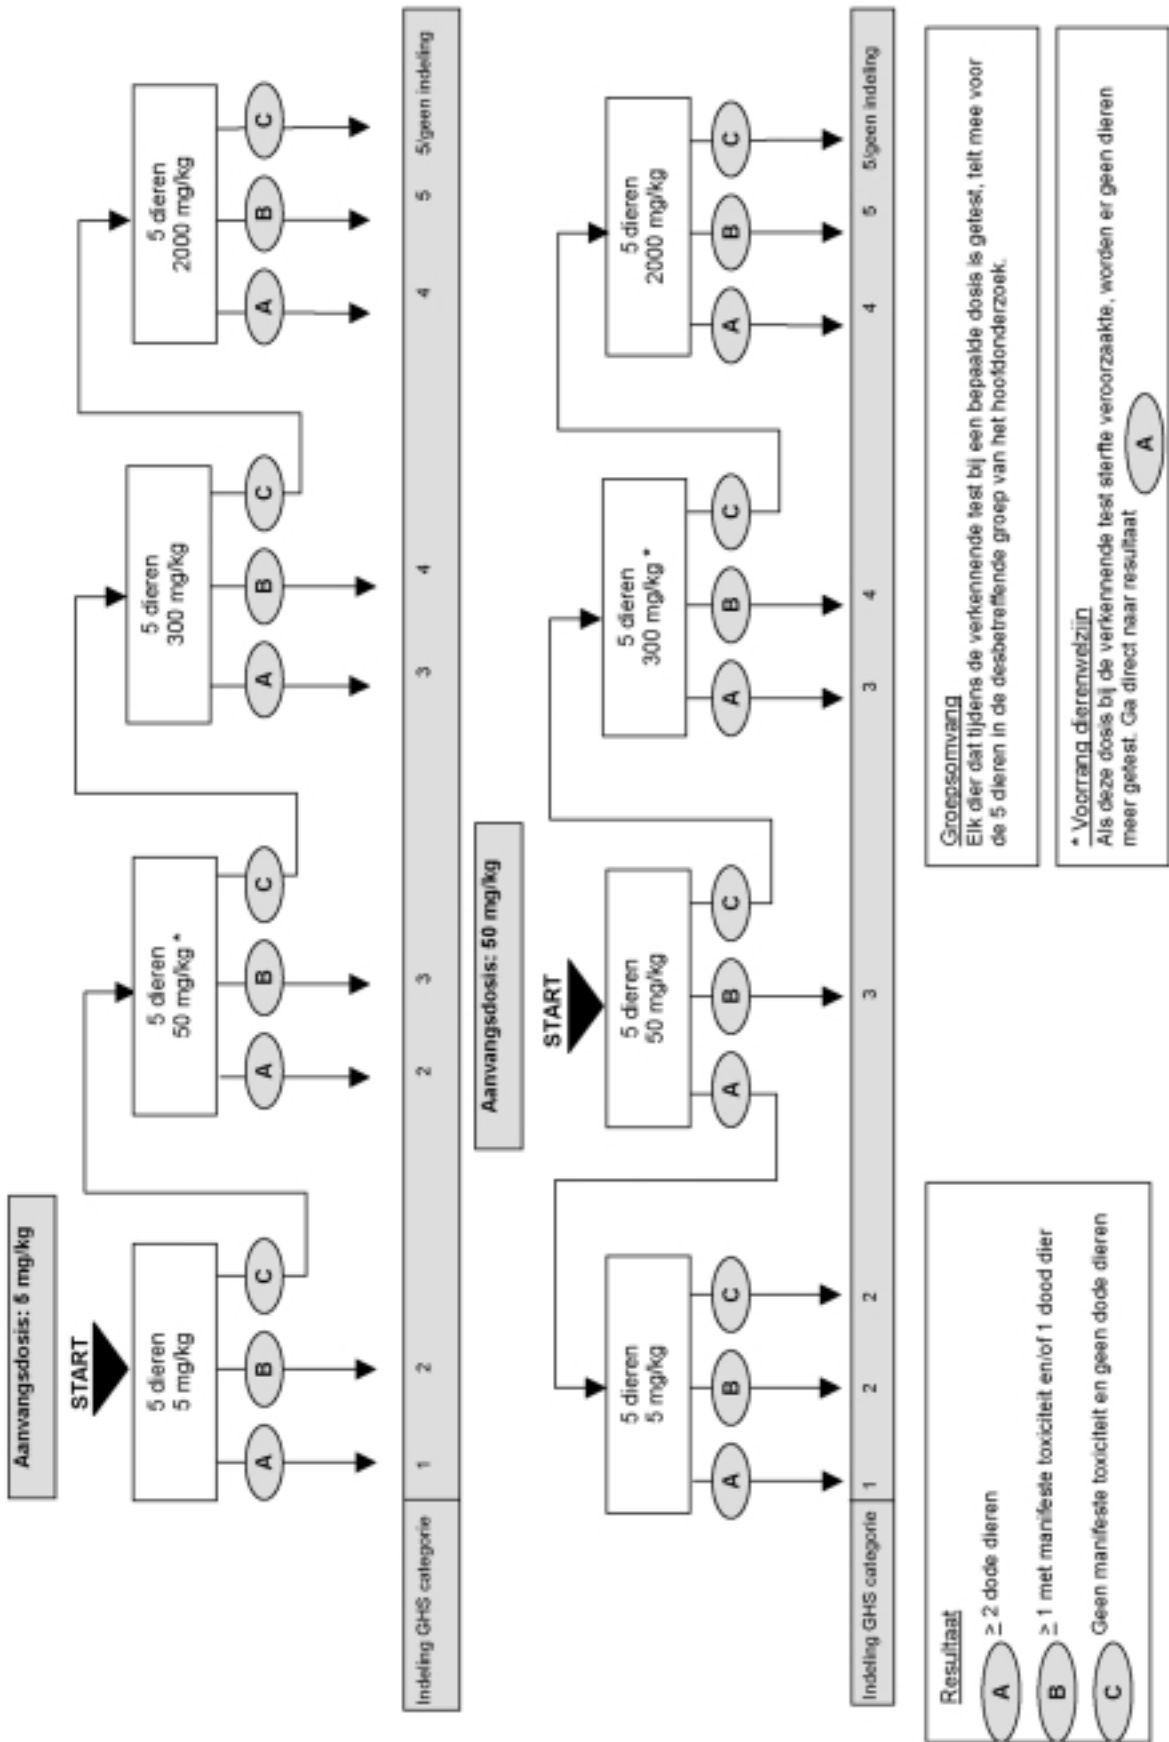 Aanvangsdosis: 5 mg/kg
START
5 dieren
5 mg/kg
A
B
C
5 dieren
50 mg/kg *
A
B
C
5 dieren
300 mg/kg
A
B
C
5 dieren
2000 mg/kg
A
B
C
Indeling GHS categorie 1 2 2 3 3 4 4 5 5/geen indeling
Aanvangsdosis: 50 mg/kg
START
5 dieren
5 mg/kg
A
B
C
5 dieren
50 mg/kg
A
B
C
5 dieren
300 mg/kg *
A
B
C
5 dieren
2000 mg/kg
A
B
C
Indeling GHS categorie 1 2 2 3 3 4 4 5 5/geen indeling
Resultaat
A ≥ 2 dode dieren
B ≥ 1 met manifeste toxiciteit en/of 1 dood dier
C Geen manifeste toxiciteit en geen dode dieren
Groepsomvang
Elk dier dat tijdens de verkennende test bij een bepaalde dosis is getest, telt mee voor
de 5 dieren in de desbetreffende groep van het hoofdonderzoek.
* Voorrang dierenwelzijn
Als deze dosis bij de verkennende test sterfte veroorzaakte, worden er geen dieren
meer getest. Ga direct naar resultaat A